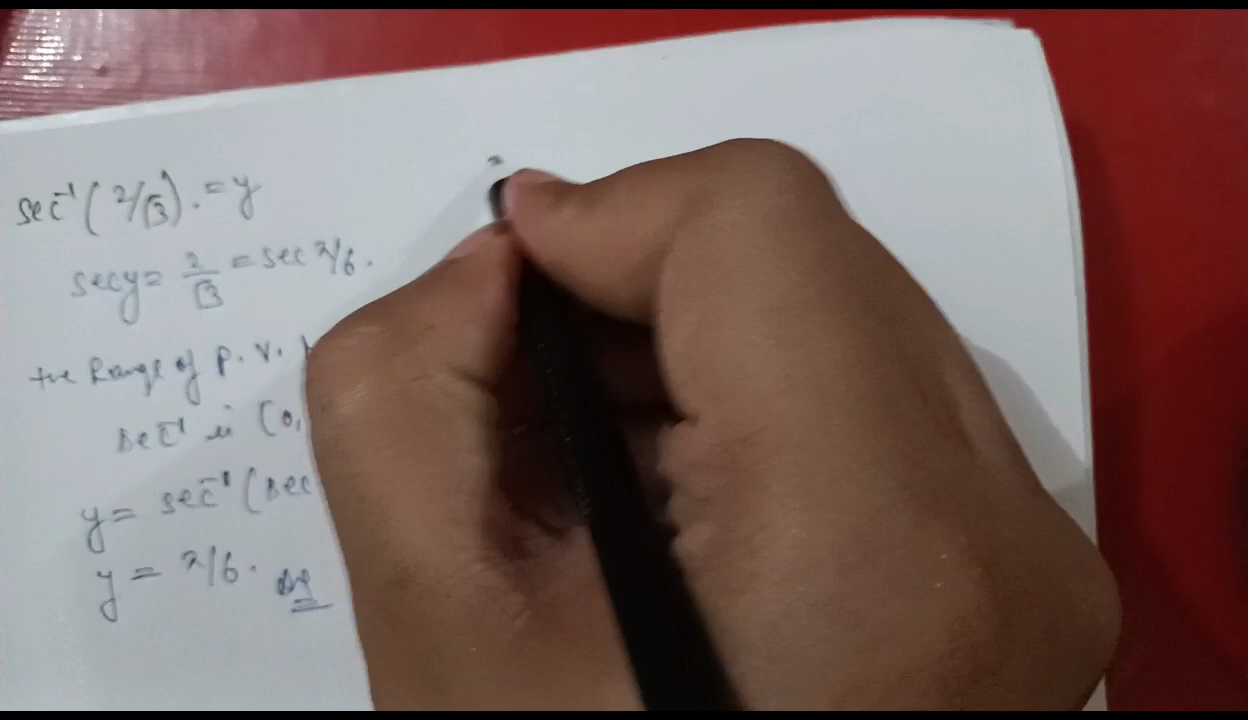 sec⁻¹ (2/√3) . = y
sec y = 2/√3 = sec π/6 .
the Range of P. V.
sec⁻¹ is [0,
y = sec⁻¹ (sec
y = π/6 . Ans